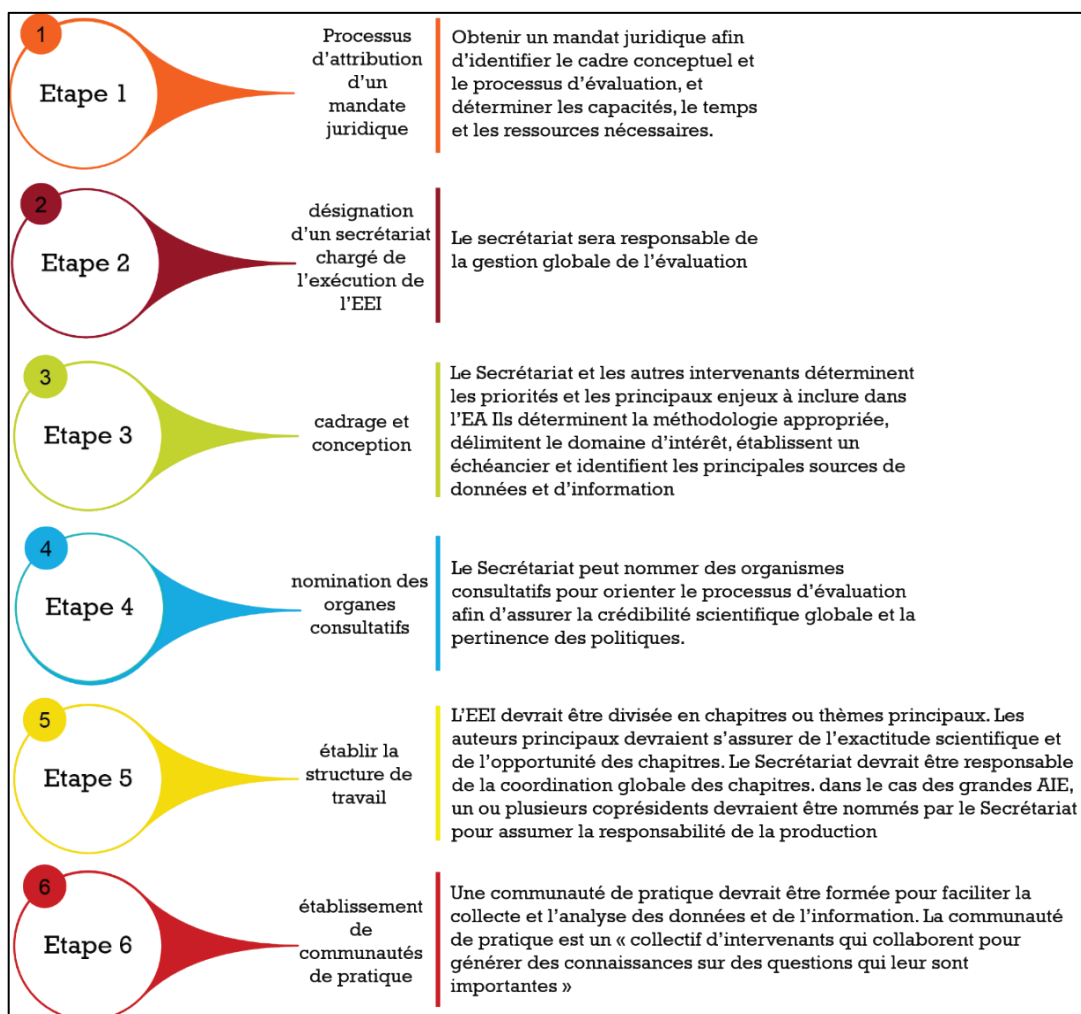 1
Etape 1
Processus
d'attribution
d'un
mandate
juridique
Obtenir un mandat juridique afin
d'identifier le cadre conceptuel et
le processus d'évaluation, et
déterminer les capacités, le temps
et les ressources nécessaires.
2
Etape 2
désignation
d'un secrétariat
chargé de
l'exécution de
l'EEI
Le secrétariat sera responsable de
la gestion globale de l'évaluation
3
Etape 3
cadrage et
conception
Le Secrétariat et les autres intervenants déterminent
les priorités et les principaux enjeux à inclure dans
l'EA Ils déterminent la méthodologie appropriée,
délimitent le domaine d'intérêt, établissent un
échéancier et identifient les principales sources de
données et d'information
4
Etape 4
nomination des
organes
consultatifs
Le Secrétariat peut nommer des organismes
consultatifs pour orienter le processus d'évaluation
afin d'assurer la crédibilité scientifique globale et la
pertinence des politiques.
5
Etape 5
établir la
structure de
travail
L'EEI devrait être divisée en chapitres ou thèmes principaux. Les
auteurs principaux devraient s'assurer de l'exactitude scientifique et
de l'opportunité des chapitres. Le Secrétariat devrait être responsable
de la coordination globale des chapitres. dans le cas des grandes AIE,
un ou plusieurs coprésidents devraient être nommés par le Secrétariat
pour assumer la responsabilité de la production
6
Etape 6
établissement
de
communautés
de pratique
Une communauté de pratique devrait être formée pour faciliter la
collecte et l'analyse des données et de l'information. La communauté
de pratique est un « collectif d'intervenants qui collaborent pour
générer des connaissances sur des questions qui leur sont
importantes »